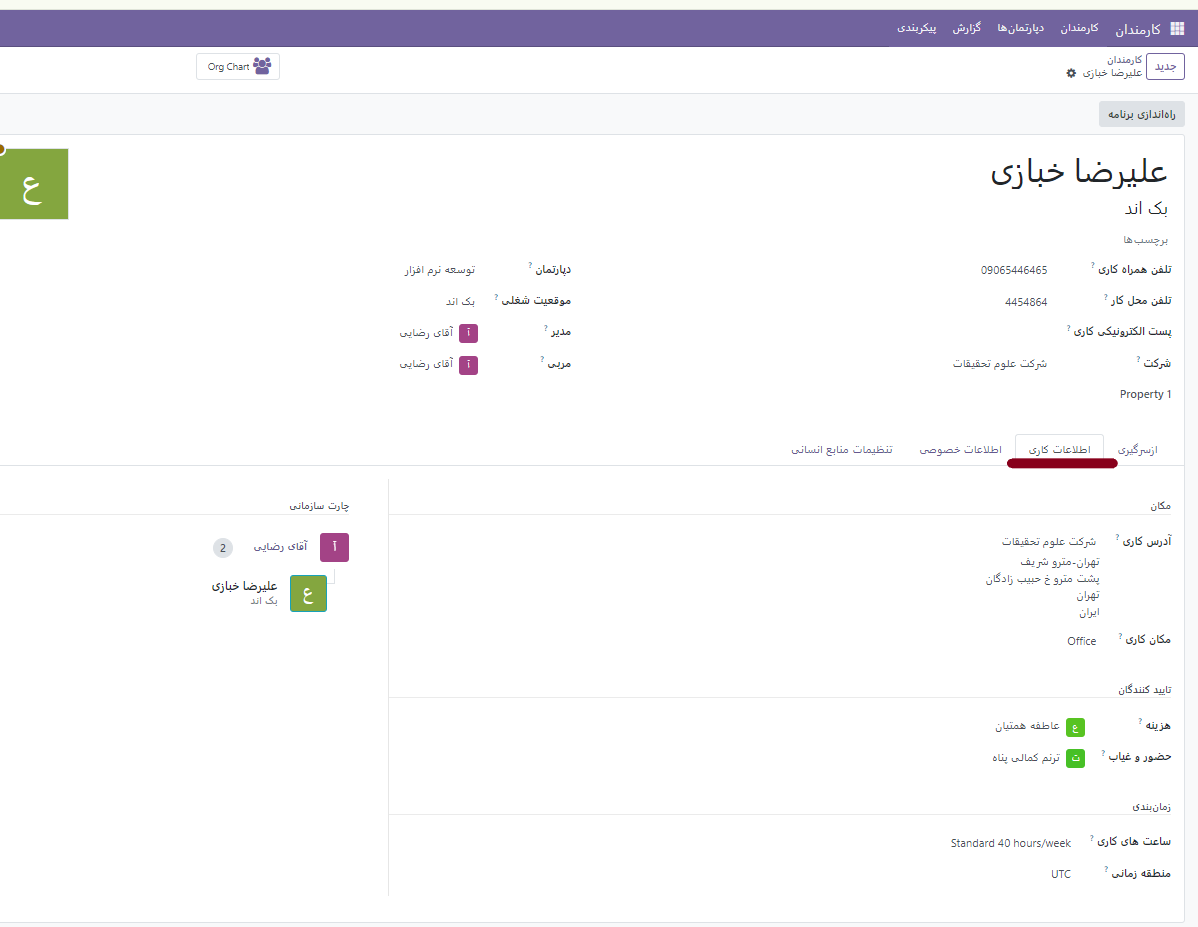 کارمندان کارمندان دپارتمان‌ها گزارش پیکربندی
جدید
کارمندان
علیرضا خبازی
Org Chart
راه‌اندازی برنامه
علیرضا خبازی
ع
بک اند
برچسب‌ها
تلفن همراه کاری ? 09065446465
دپارتمان ? توسعه نرم افزار
تلفن محل کار ? 4454864
موقعیت شغلی ? بک اند
پست الکترونیکی کاری ?
مدیر ? آ آقای رضایی
شرکت ? شرکت علوم تحقیقات
مربی ? آ آقای رضایی
Property 1
ازسرگیری اطلاعات کاری اطلاعات خصوصی تنظیمات منابع انسانی
مکان
آدرس کاری ? شرکت علوم تحقیقات
تهران-مترو شریف
پشت مترو خ حبیب زادگان
تهران
ایران
مکان کاری ? Office
تایید کنندگان
هزینه ? ع عاطفه همتیان
حضور و غیاب ? ت ترنم کمالی پناه
زمان‌بندی
ساعت های کاری ? Standard 40 hours/week
منطقه زمانی ? UTC
چارت سازمانی
آ آقای رضایی 2
ع علیرضا خبازی
بک اند